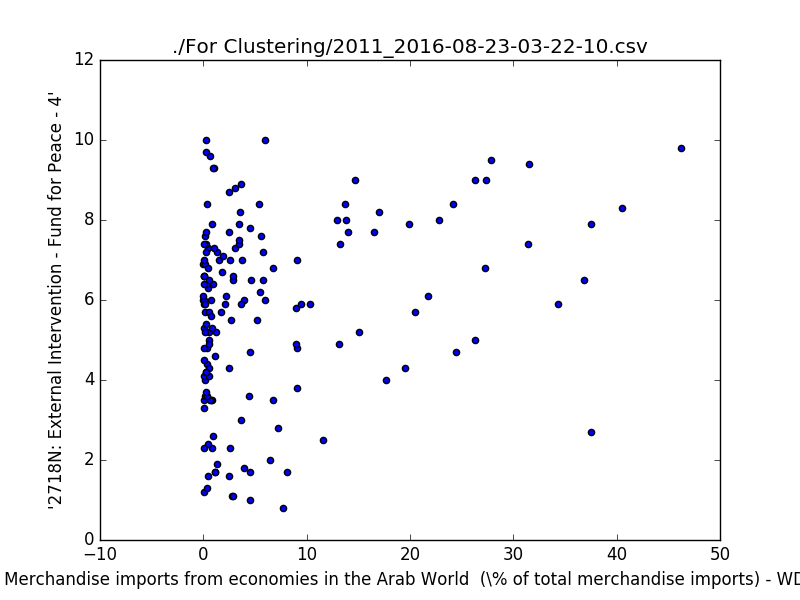 ./For Clustering/2011_2016-08-23-03-22-10.csv
12
10
8
6
4
2
0
'2718N: External Intervention - Fund for Peace - 4'
−10 0 10 20 30 40 50
Merchandise imports from economies in the Arab World (\% of total merchandise imports) - WD